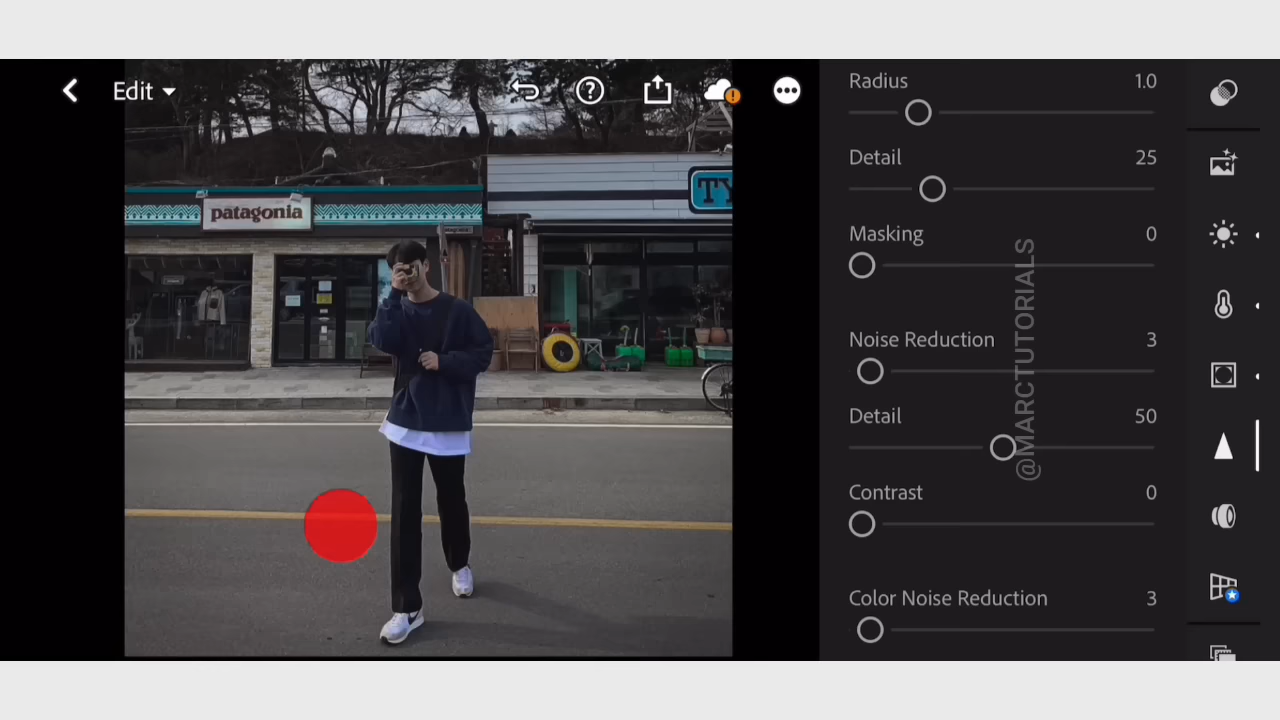 Edit
Radius 1.0
Detail 25
Masking 0
Noise Reduction 3
Detail 50
Contrast 0
Color Noise Reduction 3
@MARCTUTORIALS
patagonia
TY